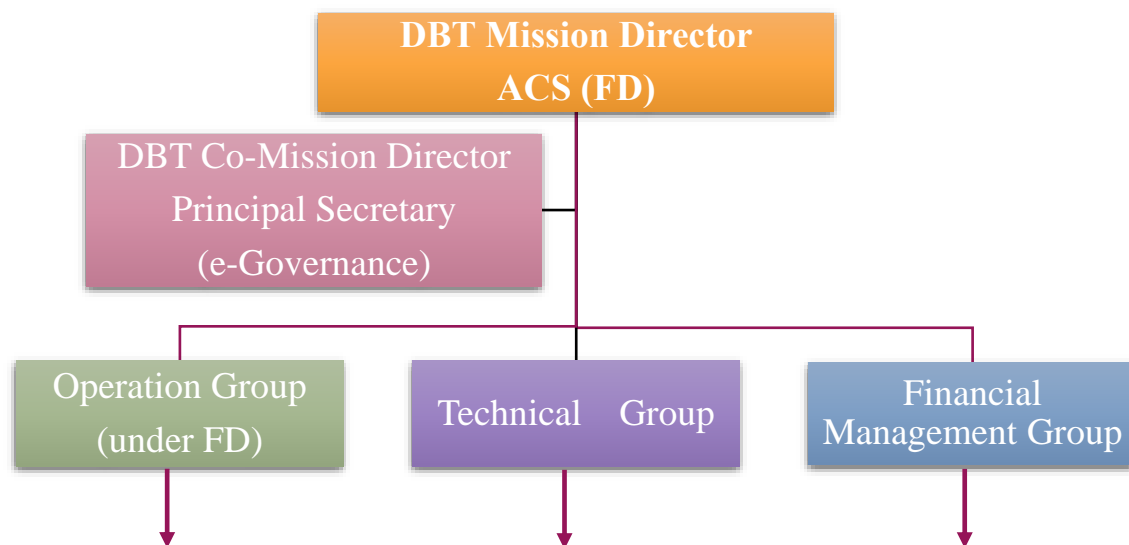 DBT Mission Director
ACS (FD)
DBT Co-Mission Director
Principal Secretary
(e-Governance)
Operation Group
(under FD)
Technical Group
Financial
Management Group